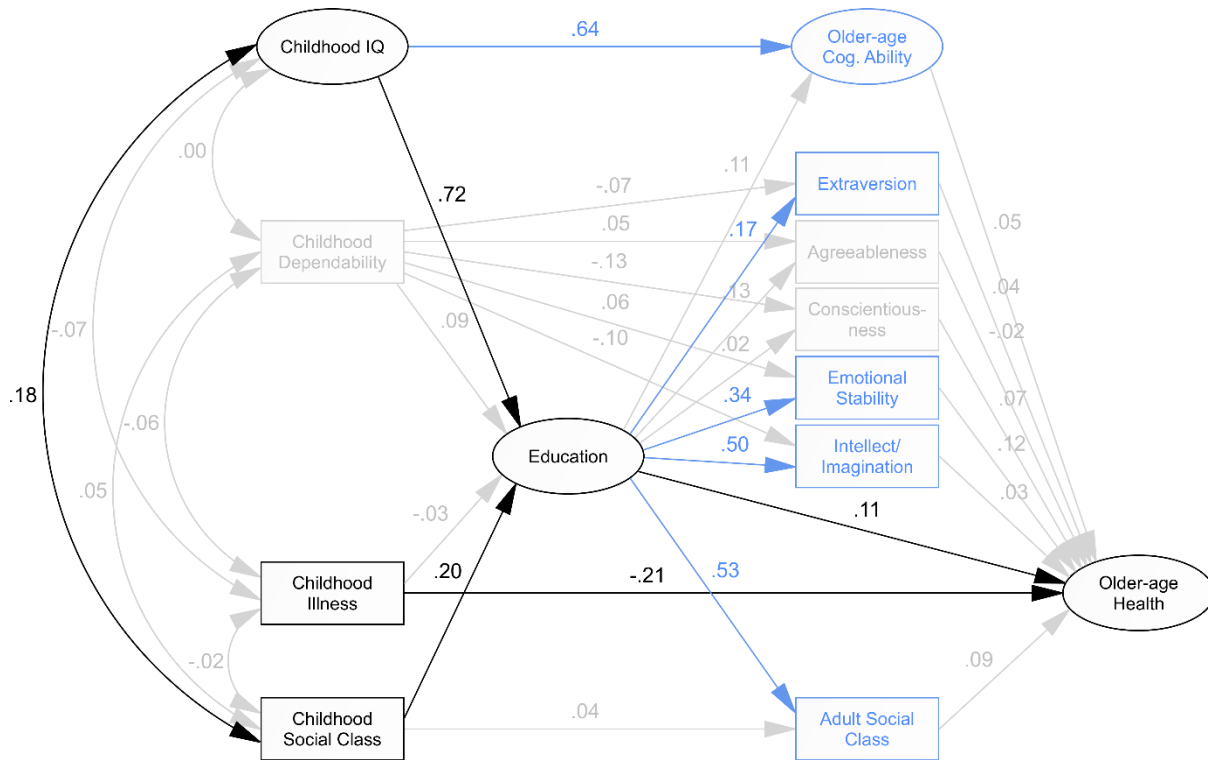 Childhood IQ
.64
Older-age
Cog. Ability
.00
.72
.11
-.07
Extraversion
.17
.05
.05
Childhood
Dependability
Agreeableness
-.13
.13
.04
.06
Conscientious-
ness
-.02
-.07
.09
-.10
.02
.18
.34
Emotional
Stability
.07
-.06
Education
.50
Intellect/
Imagination
.12
.05
.03
-.03
.11
Childhood
Illness
.20
-.21
.53
Older-age
Health
-.02
.09
Childhood
Social Class
.04
Adult Social
Class